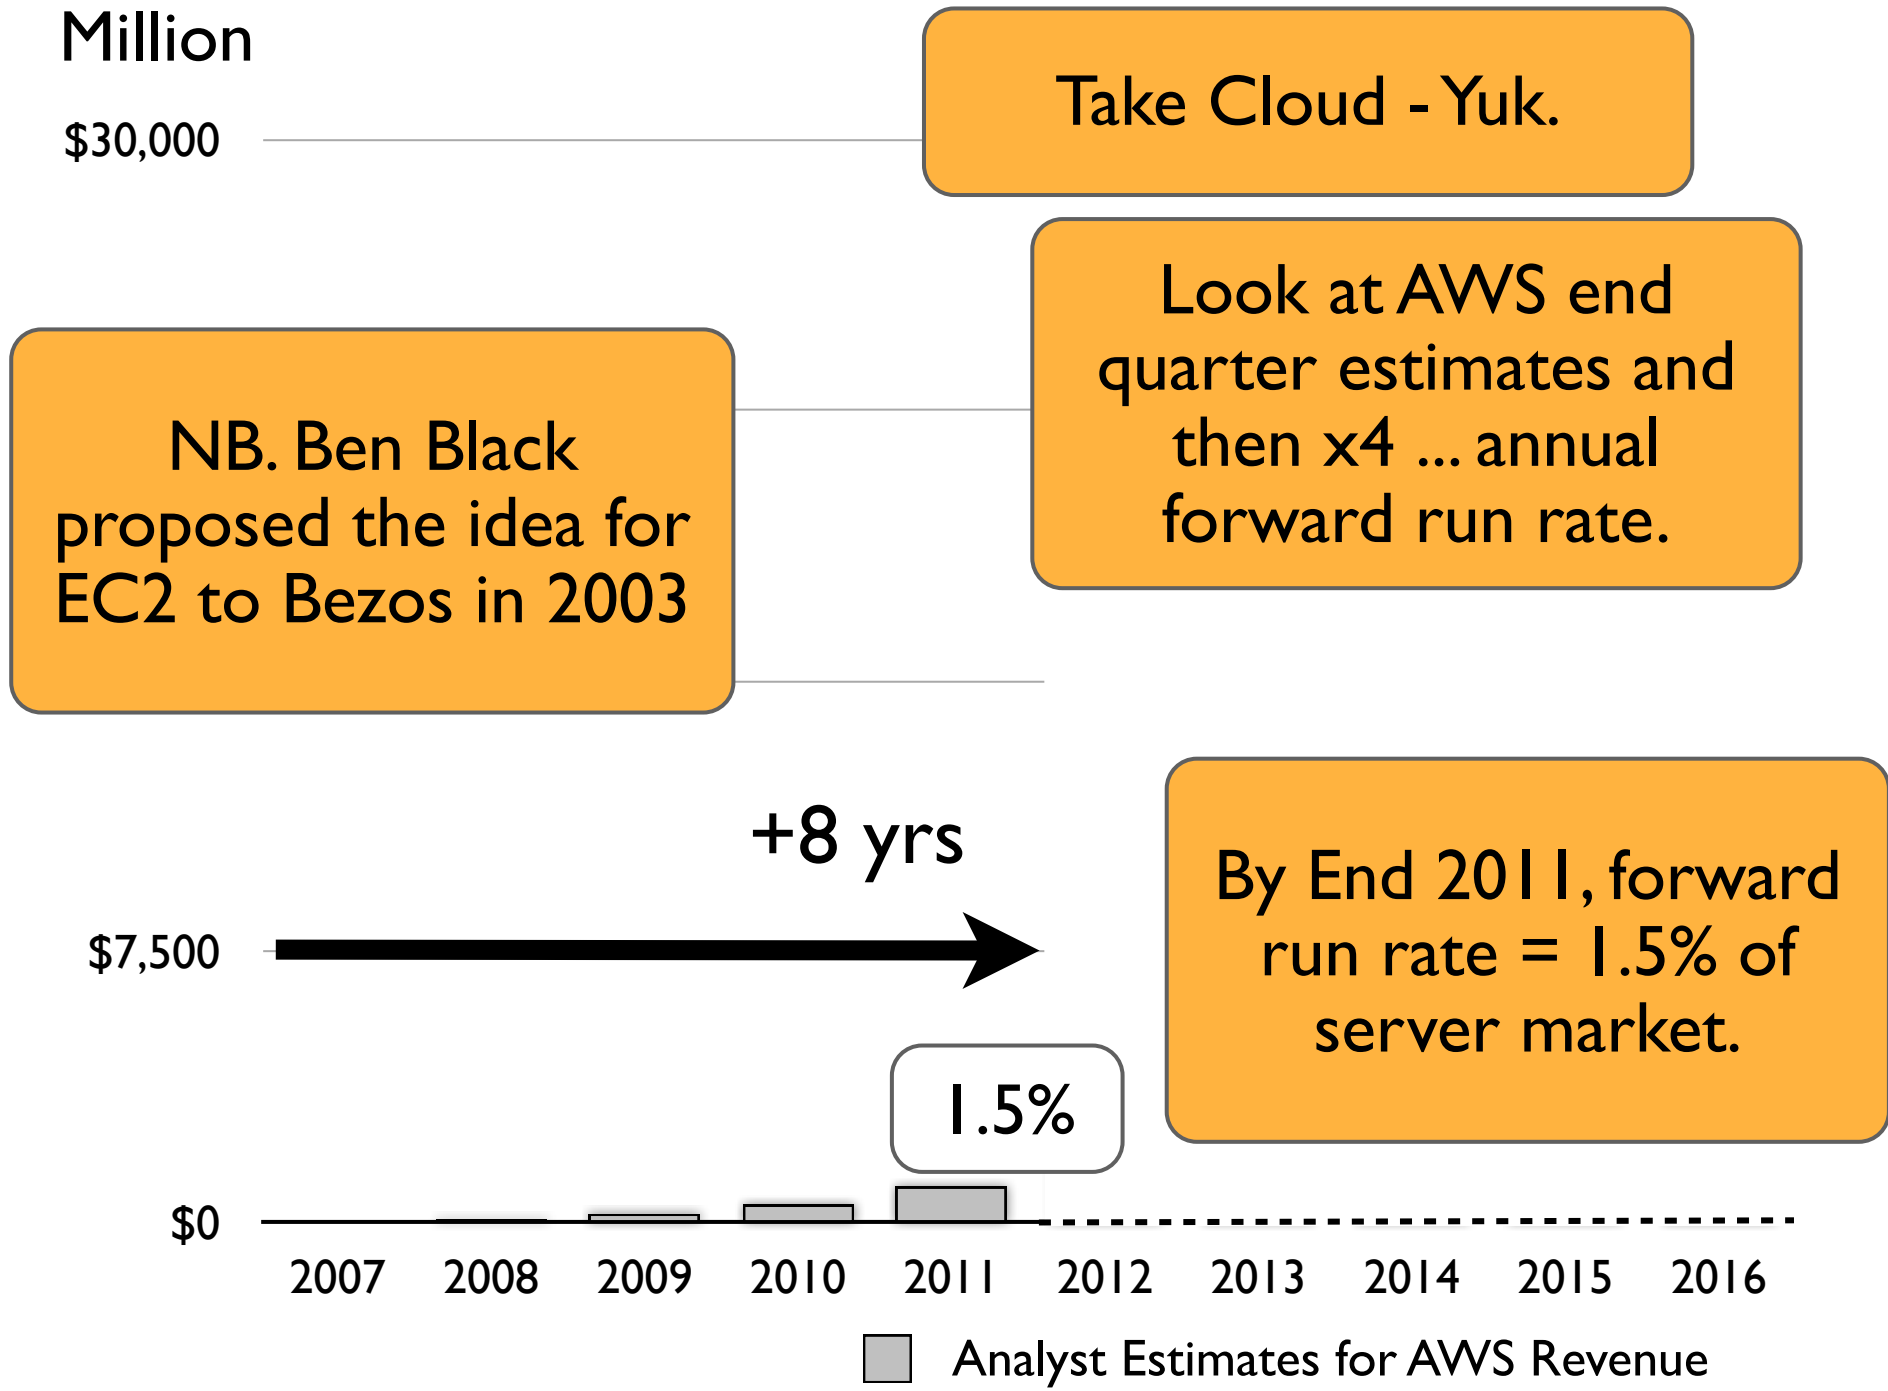 Million
$30,000
Take Cloud - Yuk.
Look at AWS end
quarter estimates and
then x4 ... annual
forward run rate.
NB. Ben Black
proposed the idea for
EC2 to Bezos in 2003
+8 yrs
$7,500
By End 2011, forward
run rate = 1.5% of
server market.
1.5%
$0
2007 2008 2009 2010 2011 2012 2013 2014 2015 2016
Analyst Estimates for AWS Revenue